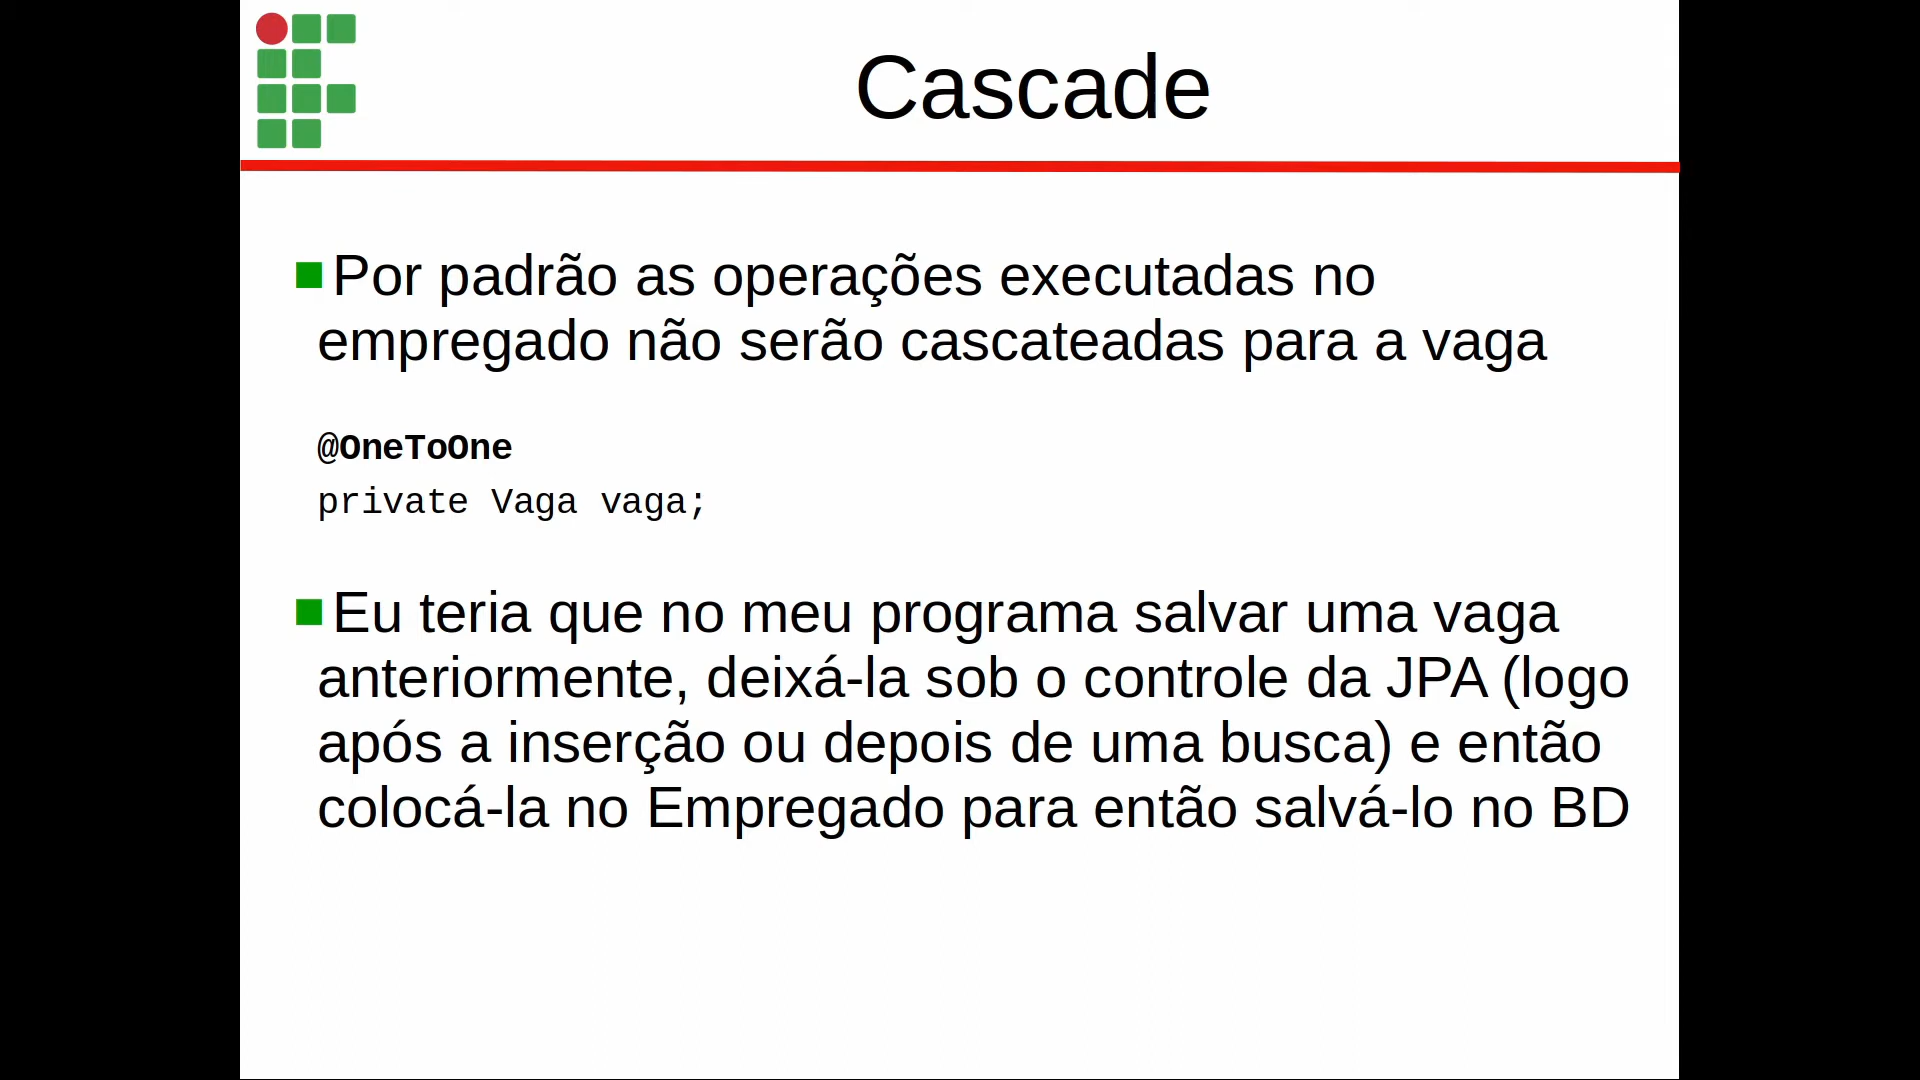 Cascade
Por padrão as operações executadas no
empregado não serão cascateadas para a vaga
@OneToOne
private Vaga vaga;
Eu teria que no meu programa salvar uma vaga
anteriormente, deixá-la sob o controle da JPA (logo
após a inserção ou depois de uma busca) e então
colocá-la no Empregado para então salvá-lo no BD